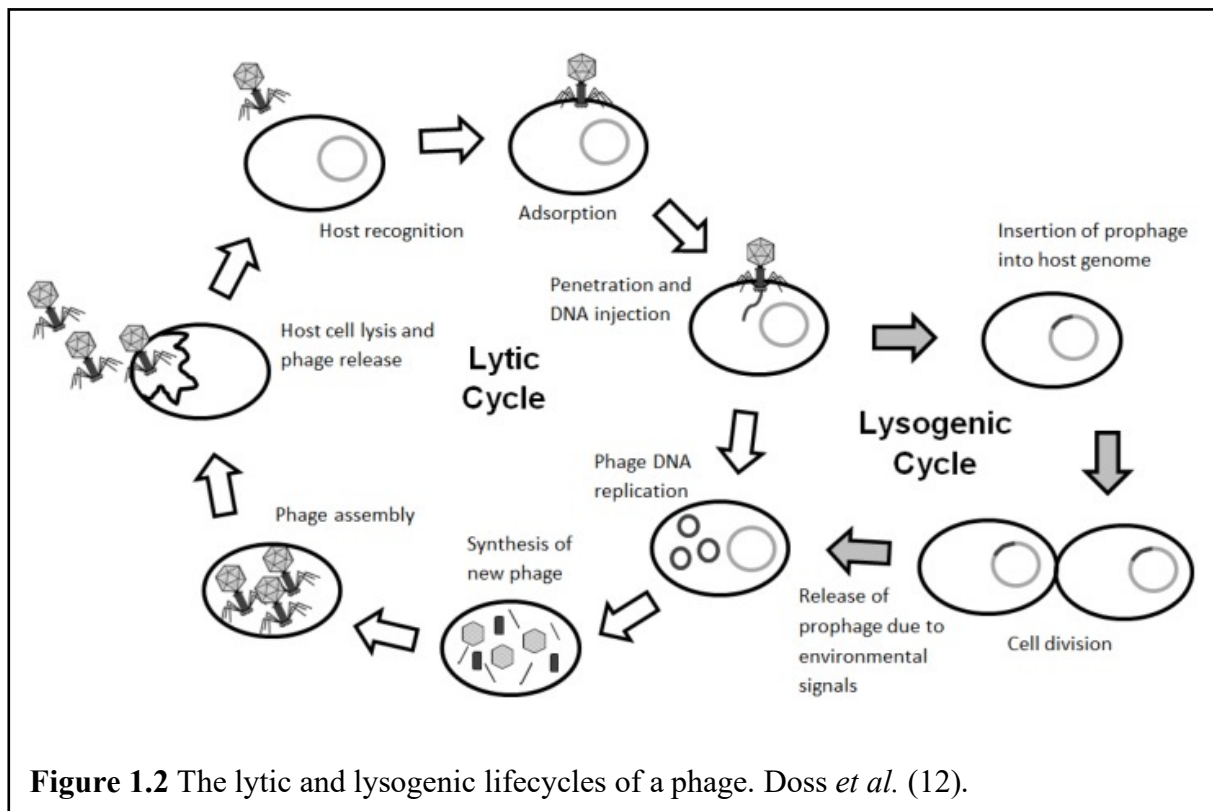 Host recognition
Adsorption
Penetration and
DNA injection
Insertion of prophage
into host genome
Host cell lysis and
phage release
Lytic
Cycle
Lysogenic
Cycle
Phage DNA
replication
Phage assembly
Synthesis of
new phage
Release of
prophage due to
environmental
signals
Cell division
Figure 1.2 The lytic and lysogenic lifecycles of a phage. Doss et al. (12).